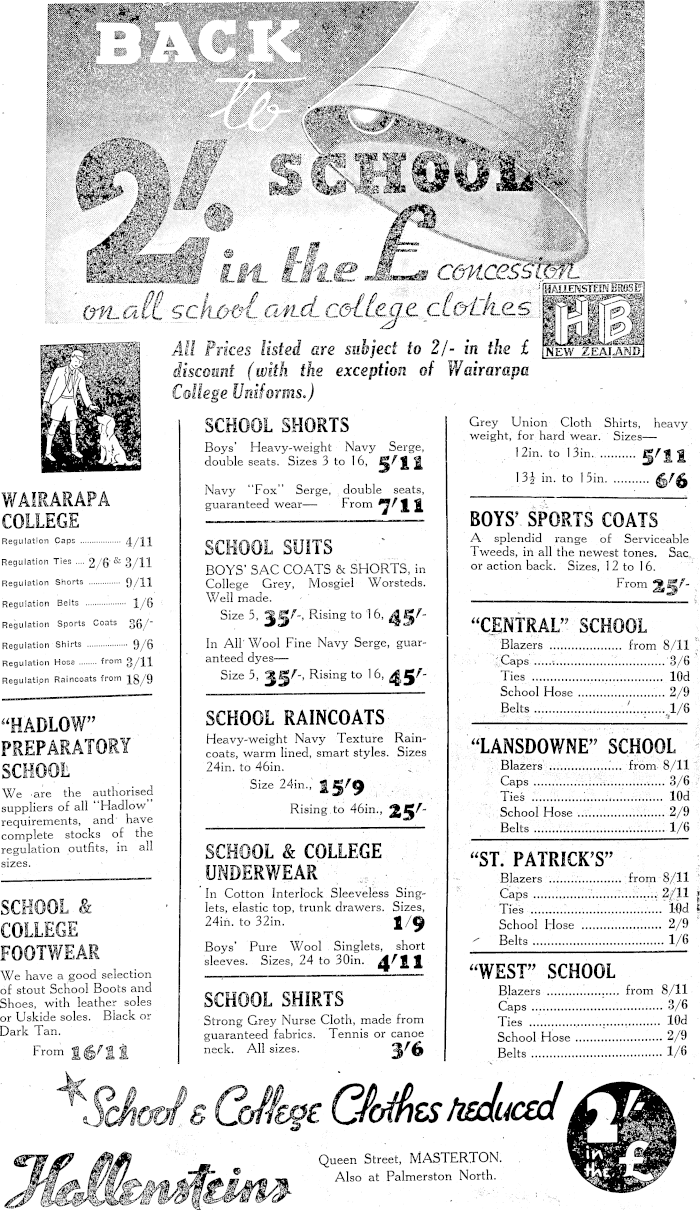 BACK
to
SCHOOL
2/-
in the £ concession
on all school and college clothes
HALLENSTEIN BROS Ltd
HB
NEW ZEALAND
All Prices listed are subject to 2/- in the £
discount (with the exception of Wairarapa
College Uniforms.)
WAIRARAPA
COLLEGE
Regulation Caps ................ 4/11
Regulation Ties .... 2/6 & 3/11
Regulation Shorts ............ 9/11
Regulation Belts ................ 1/6
Regulation Sports Coats 36/-
Regulation Shirts ................ 9/6
Regulation Hose ....... from 3/11
Regulation Raincoats from 18/9
"HADLOW"
PREPARATORY
SCHOOL
We are the authorised
suppliers of all "Hadlow"
requirements, and have
complete stocks of the
regulation outfits, in all
sizes.
SCHOOL &
COLLEGE
FOOTWEAR
We have a good selection
of stout School Boots and
Shoes, with leather soles
or Uskide soles. Black or
Dark Tan.
From 16/11
SCHOOL SHORTS
Boys' Heavy-weight Navy Serge,
double seats. Sizes 3 to 16, 5/11
Navy "Fox" Serge, double seats,
guaranteed wear— From 7/11
SCHOOL SUITS
BOYS' SAC COATS & SHORTS, in
College Grey, Mosgiel Worsteds.
Well made.
Size 5, 35/-, Rising to 16, 45/-
In All Wool Fine Navy Serge, guar-
anteed dyes—
Size 5, 35/-, Rising to 16, 45/-
SCHOOL RAINCOATS
Heavy-weight Navy Texture Rain-
coats, warm lined, smart styles. Sizes
24in. to 46in.
Size 24in., 15/9
Rising to 46in., 25/-
SCHOOL & COLLEGE
UNDERWEAR
In Cotton Interlock Sleeveless Sing-
lets, elastic top, trunk drawers. Sizes,
24in. to 32in. 1/9
Boys' Pure Wool Singlets, short
sleeves. Sizes, 24 to 30in. 4/11
SCHOOL SHIRTS
Strong Grey Nurse Cloth, made from
guaranteed fabrics. Tennis or canoe
neck. All sizes. 3/6
Grey Union Cloth Shirts, heavy
weight, for hard wear. Sizes—
12in. to 13in. .......... 5/11
13½ in. to 15in. .......... 6/6
BOYS' SPORTS COATS
A splendid range of Serviceable
Tweeds, in all the newest tones. Sac
or action back. Sizes, 12 to 16.
From 25/-
"CENTRAL" SCHOOL
Blazers ..................... from 8/11
Caps ...................................... 3/6
Ties ....................................... 10d
School Hose .......................... 2/9
Belts ...................................... 1/6
"LANSDOWNE" SCHOOL
Blazers ..................... from 8/11
Caps ...................................... 3/6
Ties ....................................... 10d
School Hose .......................... 2/9
Belts ...................................... 1/6
"ST. PATRICK'S"
Blazers ..................... from 8/11
Caps ...................................... 2/11
Ties ....................................... 10d
School Hose .......................... 2/9
Belts ...................................... 1/6
"WEST" SCHOOL
Blazers ..................... from 8/11
Caps ...................................... 3/6
Ties ....................................... 10d
School Hose .......................... 2/9
Belts ...................................... 1/6
School & College Clothes reduced
2/-
in
the £
Hallensteins
Queen Street, MASTERTON.
Also at Palmerston North.